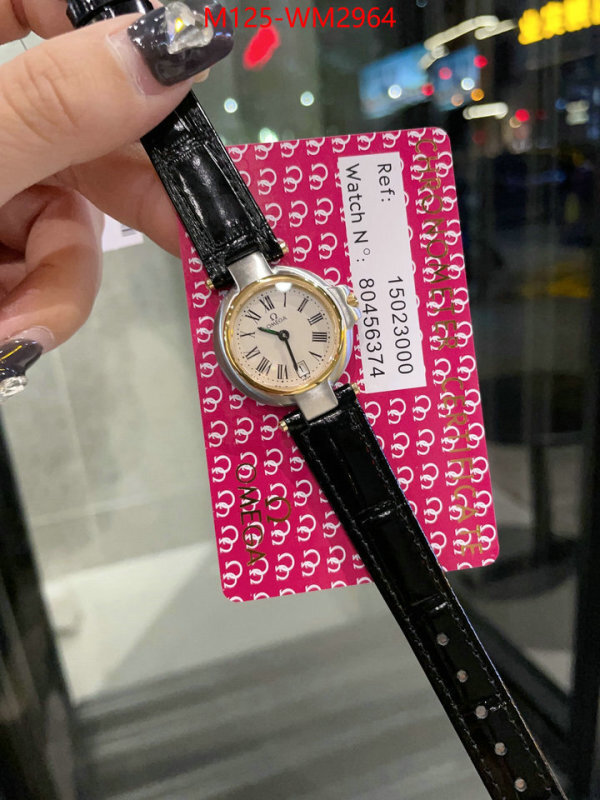 M125-WM2964
Ref: 15023000
Watch N°: 80456374
CHRONOMETER CERTIFICATE
Ω
OMEGA
Ω
OMEGA